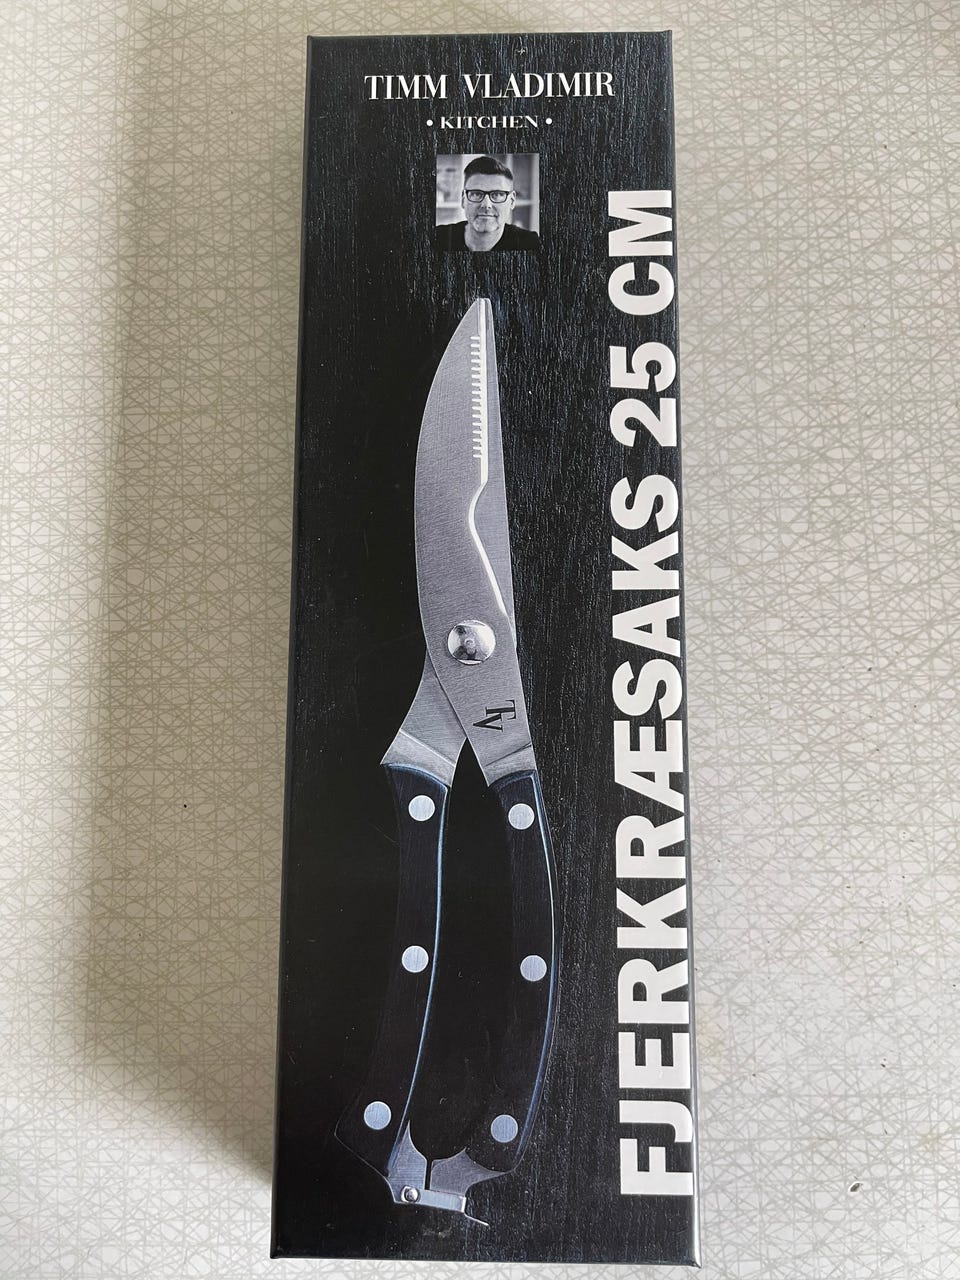 TIMM VLADIMIR
• KITCHEN •
FJERKRÆSAKS 25 CM
TV